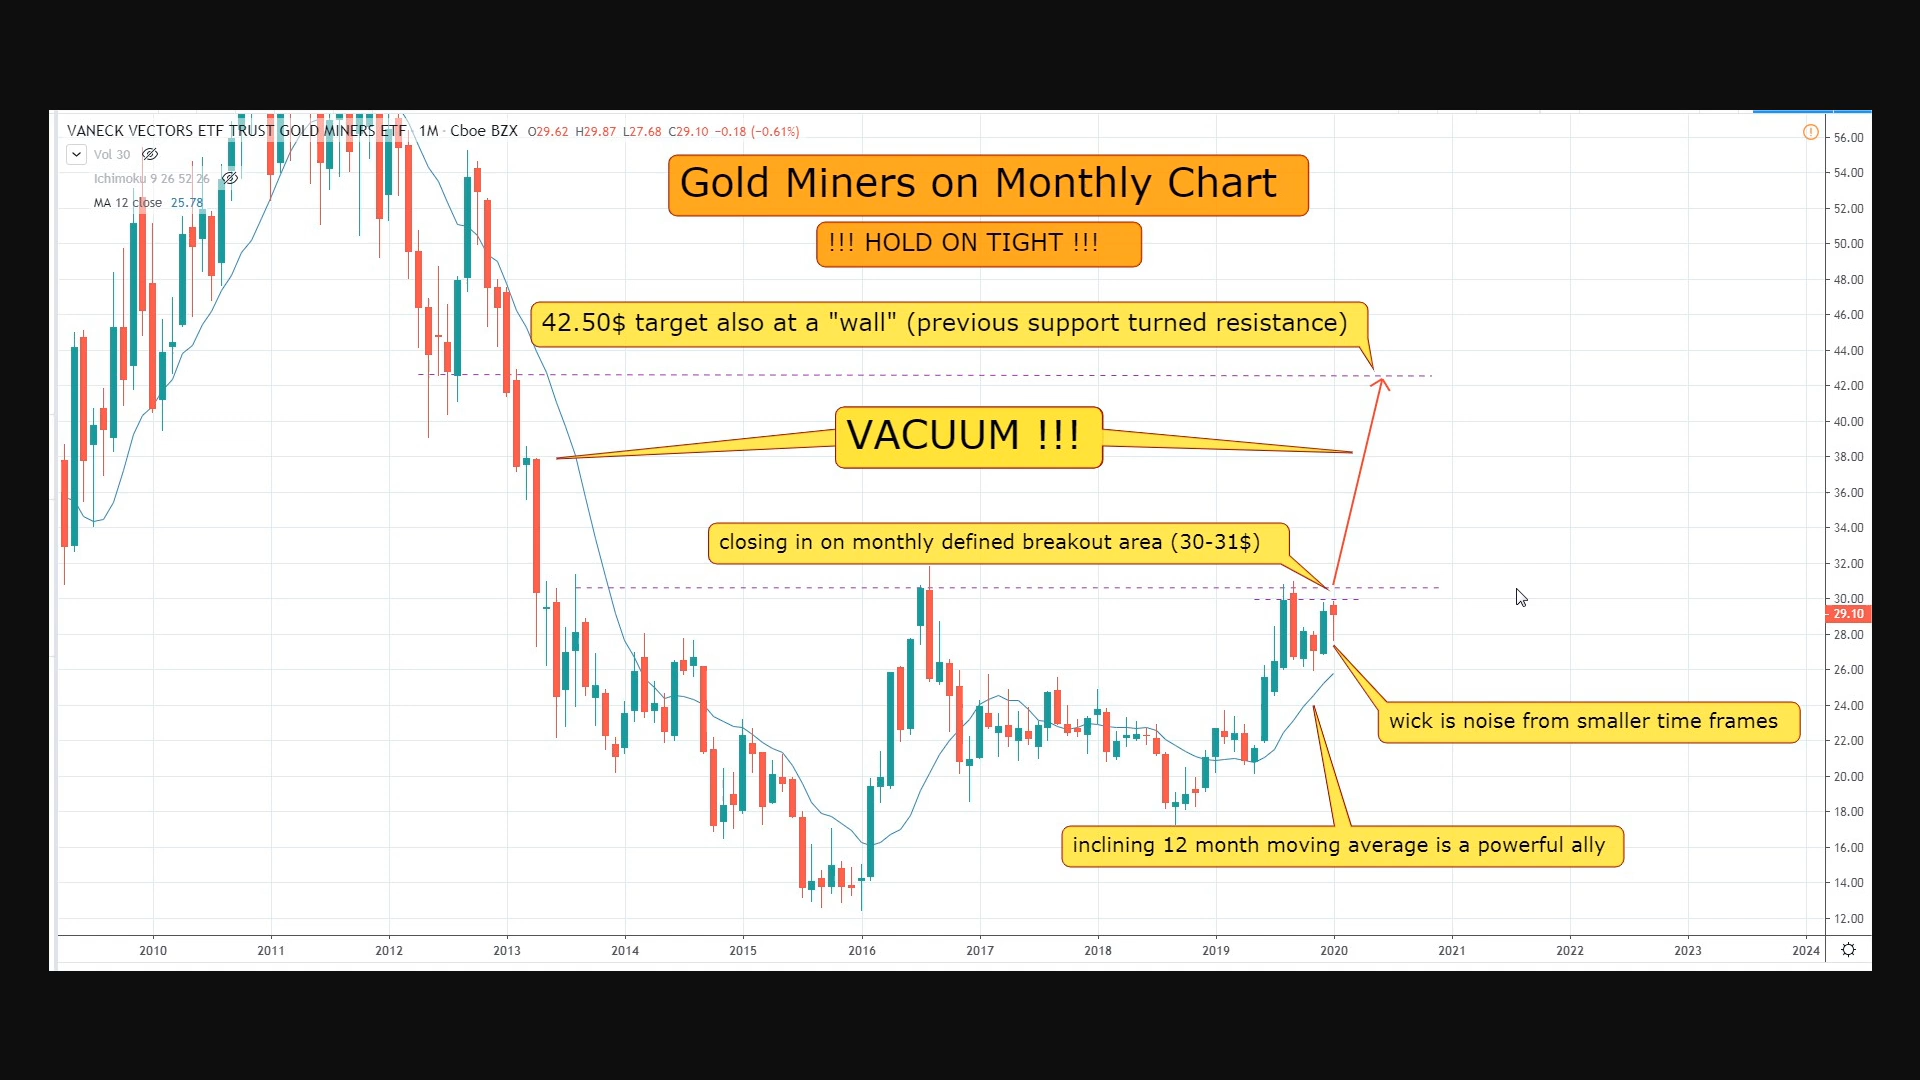 VANECK VECTORS ETF TRUST GOLD MINERS ETF · 1M · Cboe BZX O29.62 H29.87 L27.68 C29.10 −0.18 (−0.61%)
Vol 30
Ichimoku 9 26 52 26
MA 12 close 25.78
Gold Miners on Monthly Chart
!!! HOLD ON TIGHT !!!
42.50$ target also at a "wall" (previous support turned resistance)
VACUUM !!!
closing in on monthly defined breakout area (30-31$)
wick is noise from smaller time frames
inclining 12 month moving average is a powerful ally
56.00
54.00
52.00
50.00
48.00
46.00
44.00
42.00
40.00
38.00
36.00
34.00
32.00
30.00
29.10
28.00
26.00
24.00
22.00
20.00
18.00
16.00
14.00
12.00
2010 2011 2012 2013 2014 2015 2016 2017 2018 2019 2020 2021 2022 2023 2024